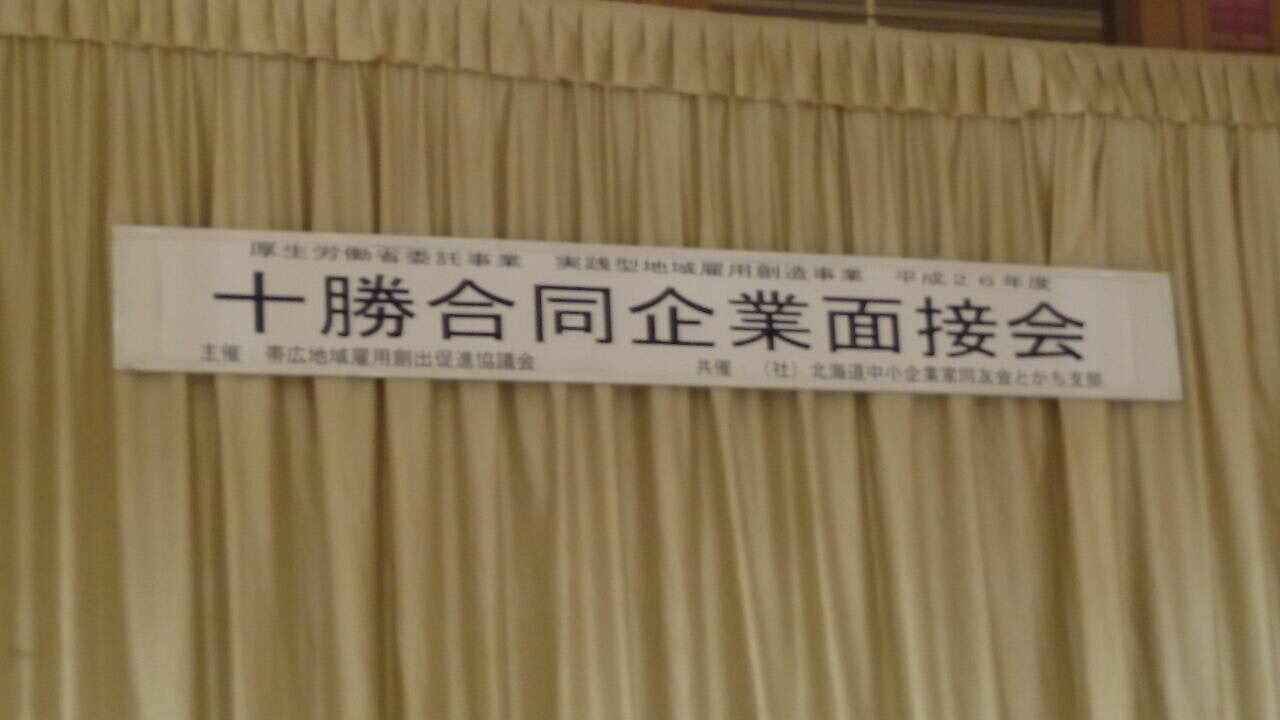 厚生労働省委託事業　実践型地域雇用創造事業　平成２６年度
十勝合同企業面接会
主催　帯広地域雇用創出促進協議会　共催　（社）北海道中小企業家同友会とかち支部